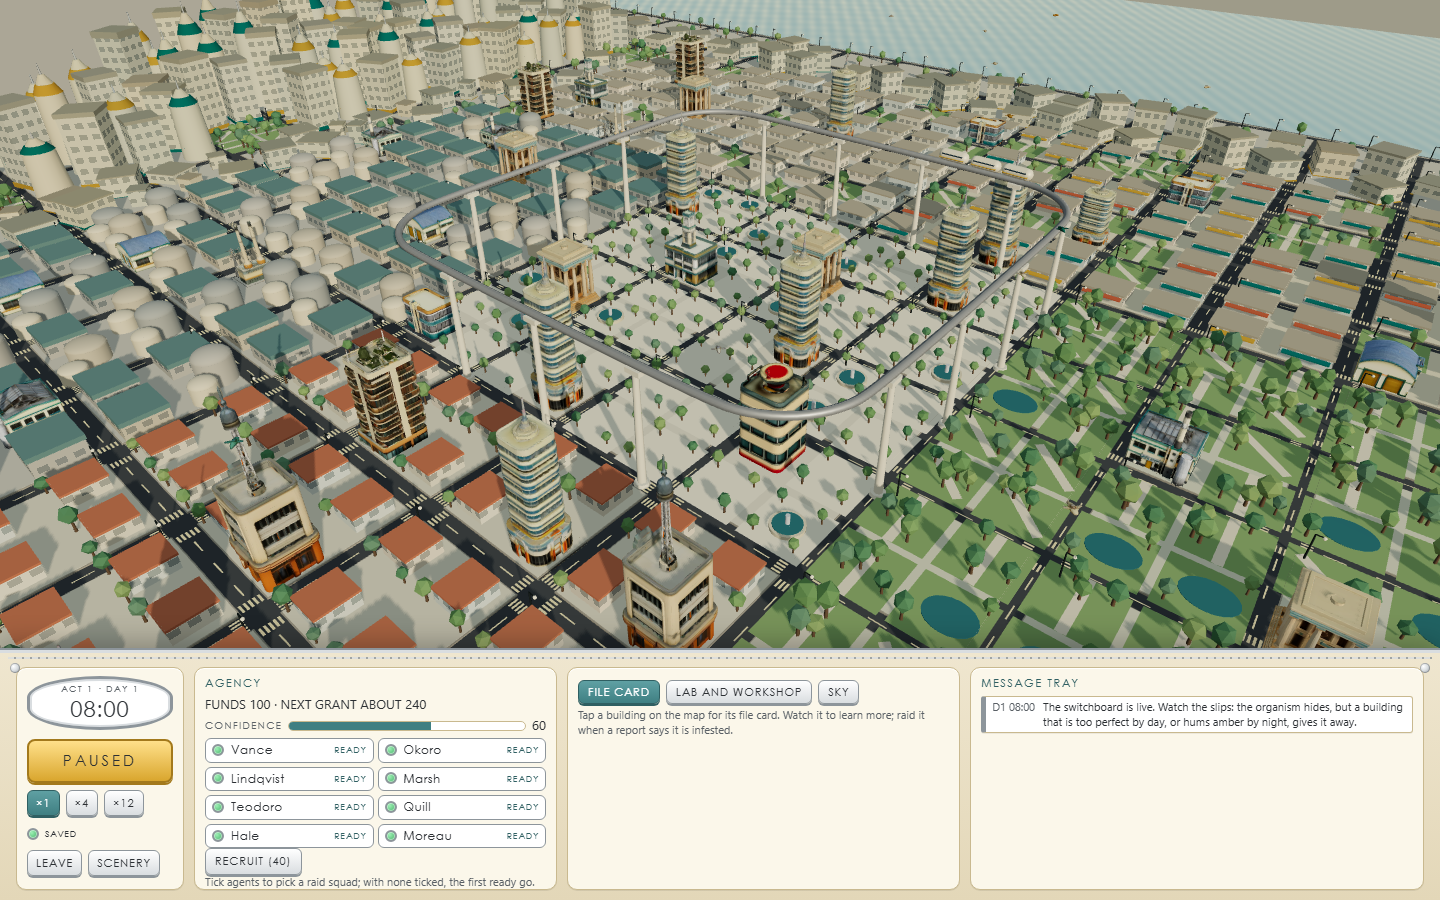 ACT 1 · DAY 1
08:00
PAUSED
×1
×4
×12
SAVED
LEAVE
SCENERY
AGENCY
FUNDS 100 · NEXT GRANT ABOUT 240
CONFIDENCE
60
Vance READY
Okoro READY
Lindqvist READY
Marsh READY
Teodoro READY
Quill READY
Hale READY
Moreau READY
RECRUIT (40)
Tick agents to pick a raid squad; with none ticked, the first ready go.
FILE CARD
LAB AND WORKSHOP
SKY
Tap a building on the map for its file card. Watch it to learn more; raid it
when a report says it is infested.
MESSAGE TRAY
D1 08:00 The switchboard is live. Watch the slips: the organism hides, but a building
that is too perfect by day, or hums amber by night, gives it away.